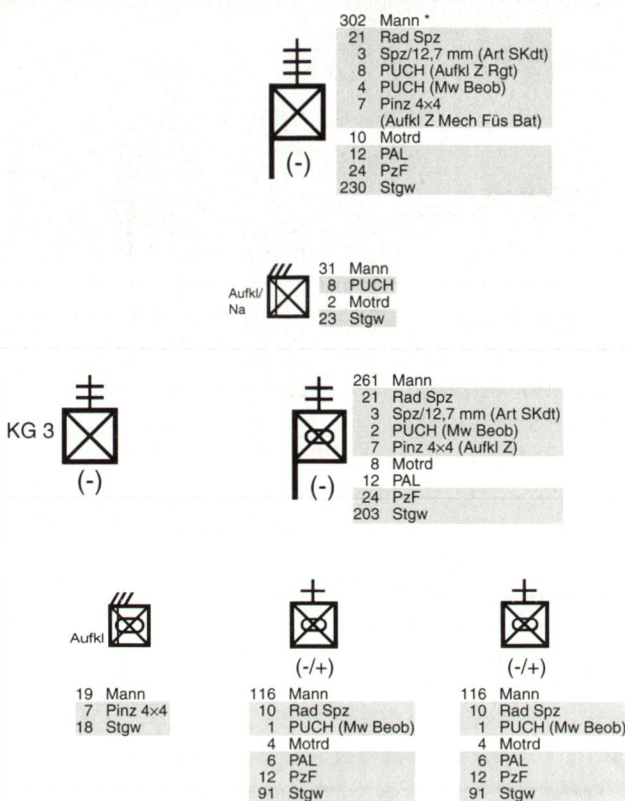 302 Mann *
21 Rad Spz
3 Spz/12,7 mm (Art SKdt)
8 PUCH (Aufkl Z Rgt)
4 PUCH (Mw Beob)
7 Pinz 4×4
(Aufkl Z Mech Füs Bat)
10 Motrd
12 PAL
24 PzF
230 Stgw
(-)
Aufkl/
Na
31 Mann
8 PUCH
2 Motrd
23 Stgw
KG 3
(-)
(-)
261 Mann
21 Rad Spz
3 Spz/12,7 mm (Art SKdt)
2 PUCH (Mw Beob)
7 Pinz 4×4 (Aufkl Z)
8 Motrd
12 PAL
24 PzF
203 Stgw
Aufkl
19 Mann
7 Pinz 4×4
18 Stgw
(-/+)
116 Mann
10 Rad Spz
1 PUCH (Mw Beob)
4 Motrd
6 PAL
12 PzF
91 Stgw
(-/+)
116 Mann
10 Rad Spz
1 PUCH (Mw Beob)
4 Motrd
6 PAL
12 PzF
91 Stgw